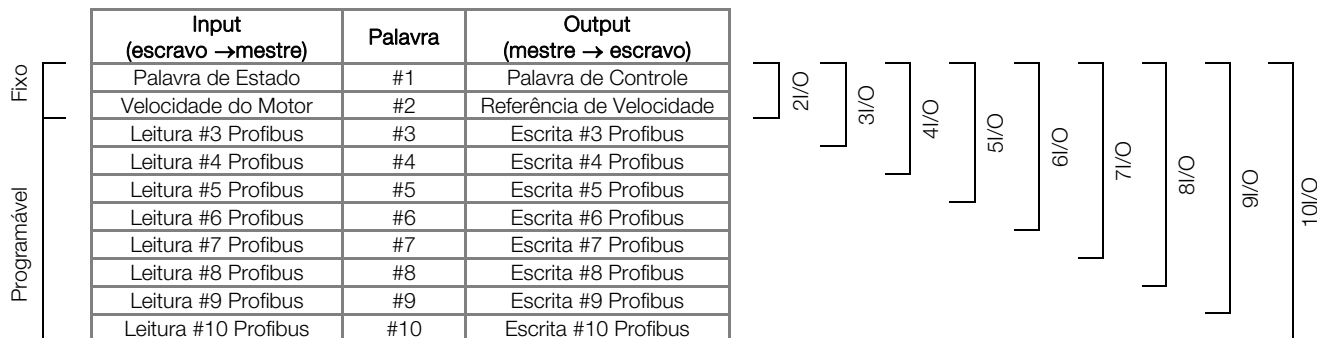 Input
(escravo →mestre)
Palavra
Output
(mestre → escravo)
Fixo
Palavra de Estado #1 Palavra de Controle
Velocidade do Motor #2 Referência de Velocidade
Programável
Leitura #3 Profibus #3 Escrita #3 Profibus
Leitura #4 Profibus #4 Escrita #4 Profibus
Leitura #5 Profibus #5 Escrita #5 Profibus
Leitura #6 Profibus #6 Escrita #6 Profibus
Leitura #7 Profibus #7 Escrita #7 Profibus
Leitura #8 Profibus #8 Escrita #8 Profibus
Leitura #9 Profibus #9 Escrita #9 Profibus
Leitura #10 Profibus #10 Escrita #10 Profibus
2I/O
3I/O
4I/O
5I/O
6I/O
7I/O
8I/O
9I/O
10I/O